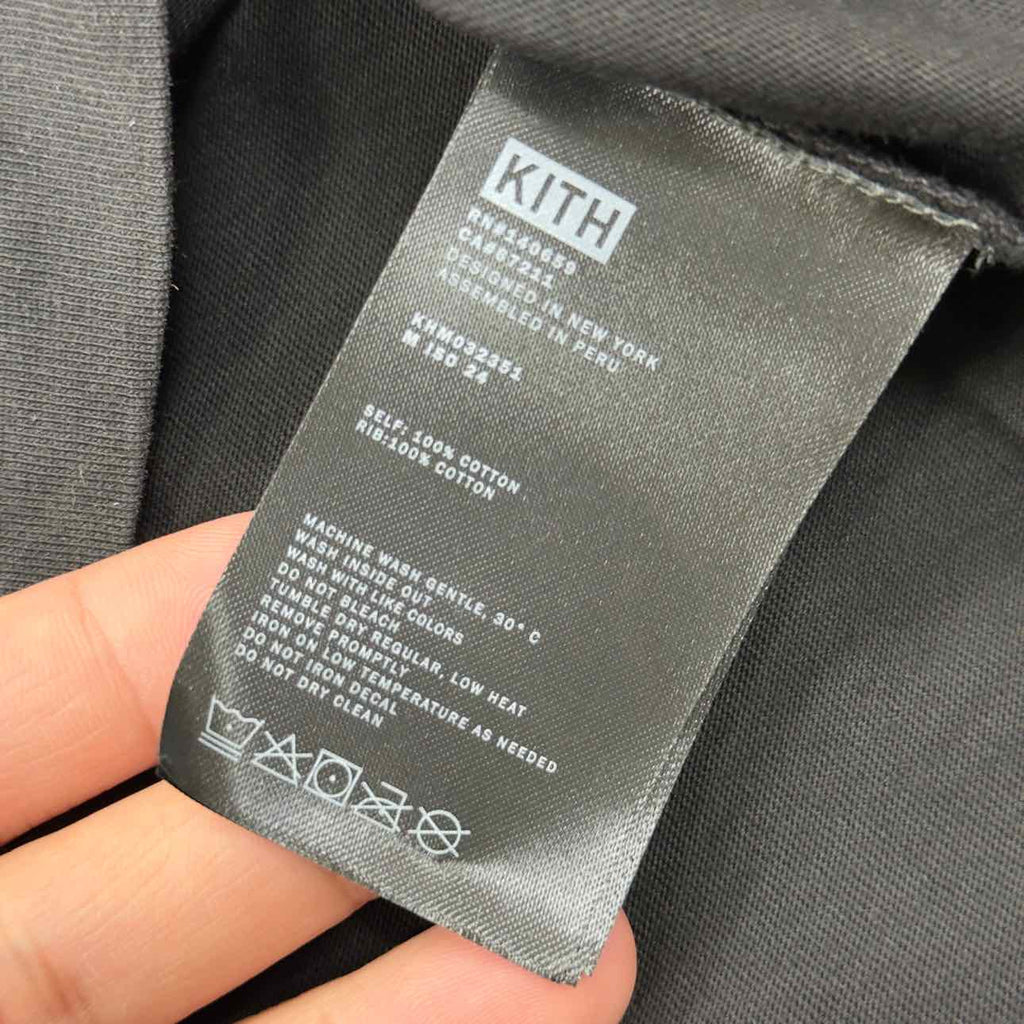 KITH
RN#140659
CA#57211
DESIGNED IN NEW YORK
ASSEMBLED IN PERU
KHM032351
M ISO 24
SELF: 100% COTTON
RIB:100% COTTON
MACHINE WASH GENTLE, 30° C
WASH INSIDE OUT
WASH WITH LIKE COLORS
DO NOT BLEACH
TUMBLE DRY REGULAR, LOW HEAT
REMOVE PROMPTLY
IRON ON LOW TEMPERATURE AS NEEDED
DO NOT IRON DECAL
DO NOT DRY CLEAN